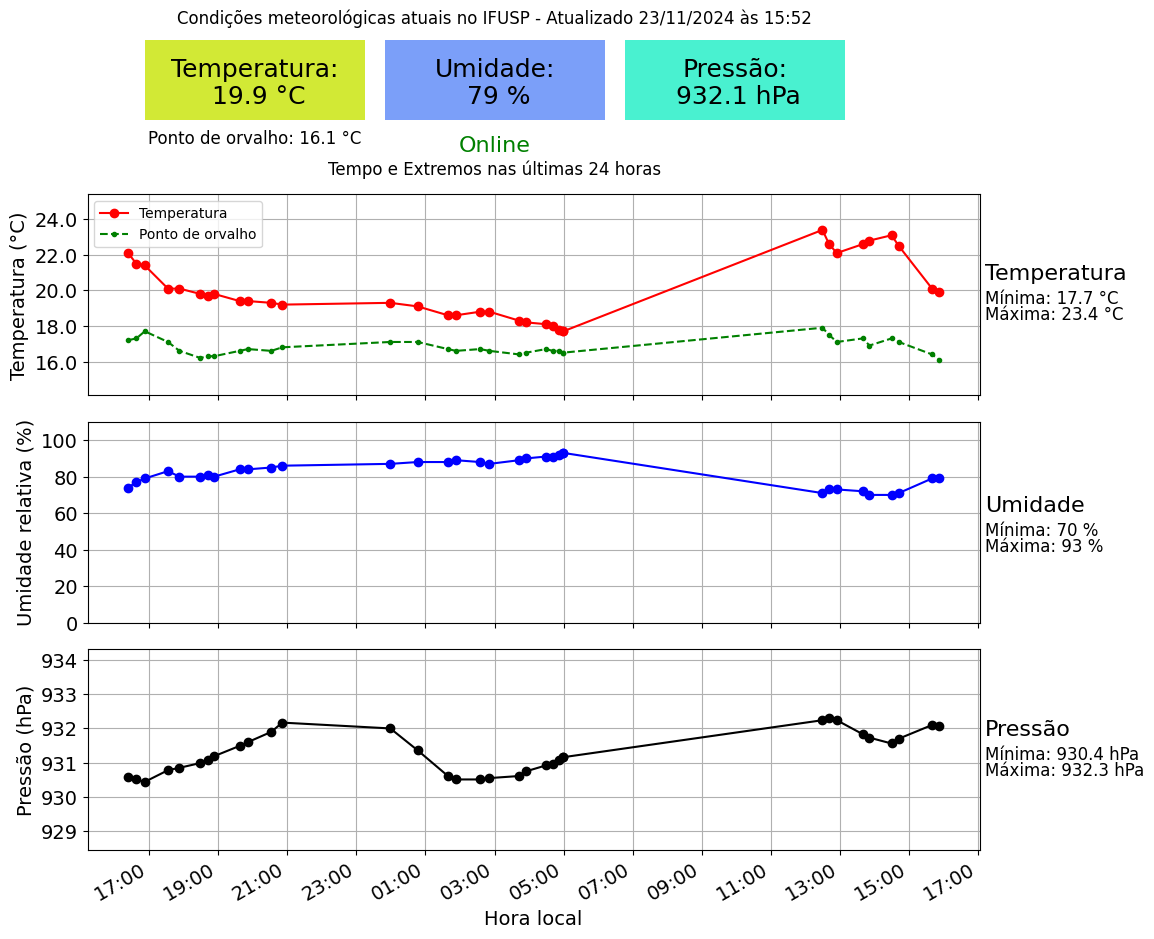 Condições meteorológicas atuais no IFUSP - Atualizado 23/11/2024 às 15:52
Temperatura:
19.9 °C
Umidade:
79 %
Pressão:
932.1 hPa
Ponto de orvalho: 16.1 °C
Online
Tempo e Extremos nas últimas 24 horas
Temperatura (°C)
24.0
22.0
20.0
18.0
16.0
Temperatura
Ponto de orvalho
Temperatura
Mínima: 17.7 °C
Máxima: 23.4 °C
Umidade relativa (%)
100
80
60
40
20
0
Umidade
Mínima: 70 %
Máxima: 93 %
Pressão (hPa)
934
933
932
931
930
929
Pressão
Mínima: 930.4 hPa
Máxima: 932.3 hPa
17:00 19:00 21:00 23:00 01:00 03:00 05:00 07:00 09:00 11:00 13:00 15:00 17:00
Hora local